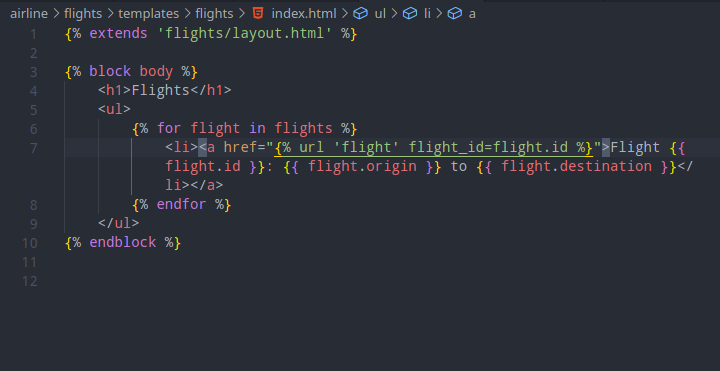 airline > flights > templates > flights > index.html > ul > li > a
1 {% extends 'flights/layout.html' %}
2
3 {% block body %}
4 <h1>Flights</h1>
5 <ul>
6 {% for flight in flights %}
7 <li><a href="{% url 'flight' flight_id=flight.id %}">Flight {{
flight.id }}: {{ flight.origin }} to {{ flight.destination }}</
li></a>
8 {% endfor %}
9 </ul>
10 {% endblock %}
11
12